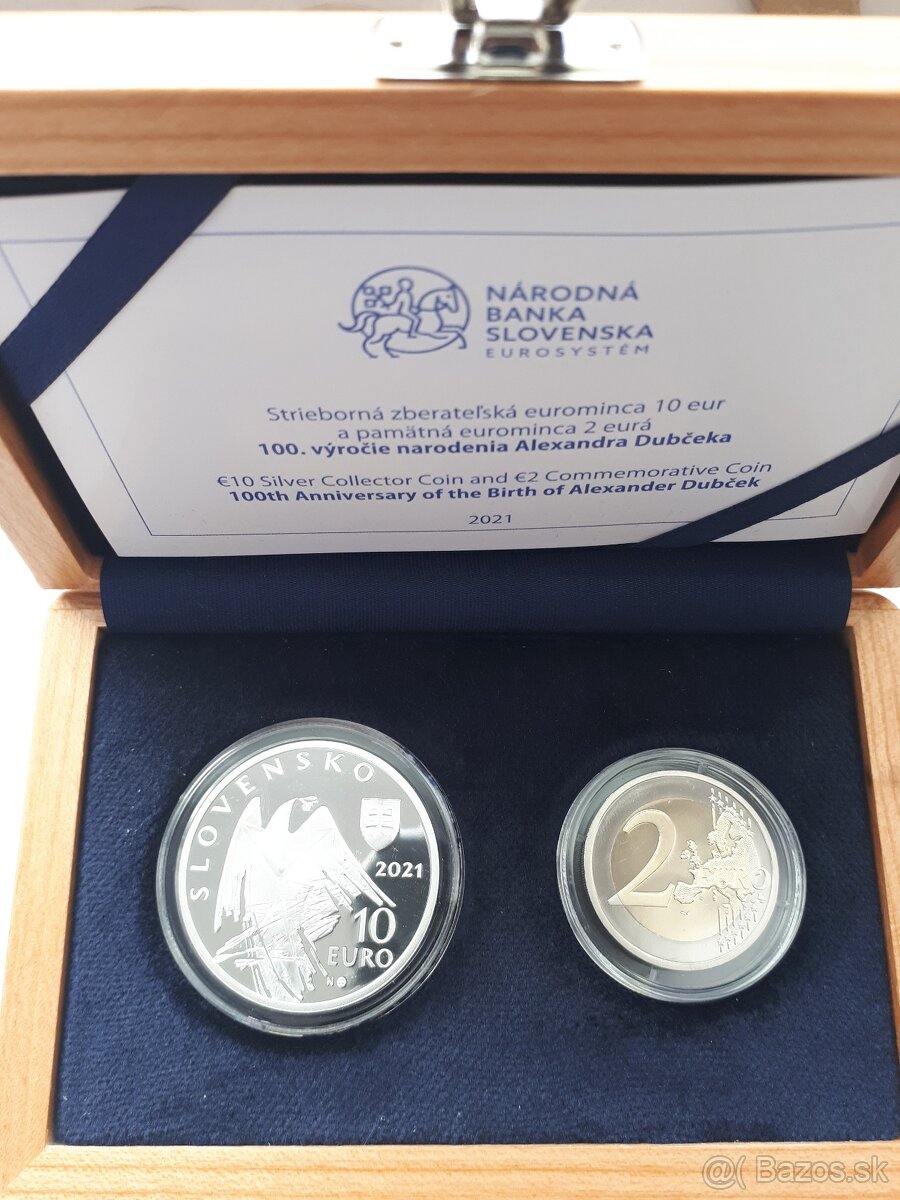 NÁRODNÁ
BANKA
SLOVENSKA
EUROSYSTÉM
Strieborná zberateľská eurominca 10 eur
a pamätná eurominca 2 eurá
100. výročie narodenia Alexandra Dubčeka
€10 Silver Collector Coin and €2 Commemorative Coin
100th Anniversary of the Birth of Alexander Dubček
2021
SLOVENSKO
2021
10
EURO
2
EURO
@( Bazos.sk